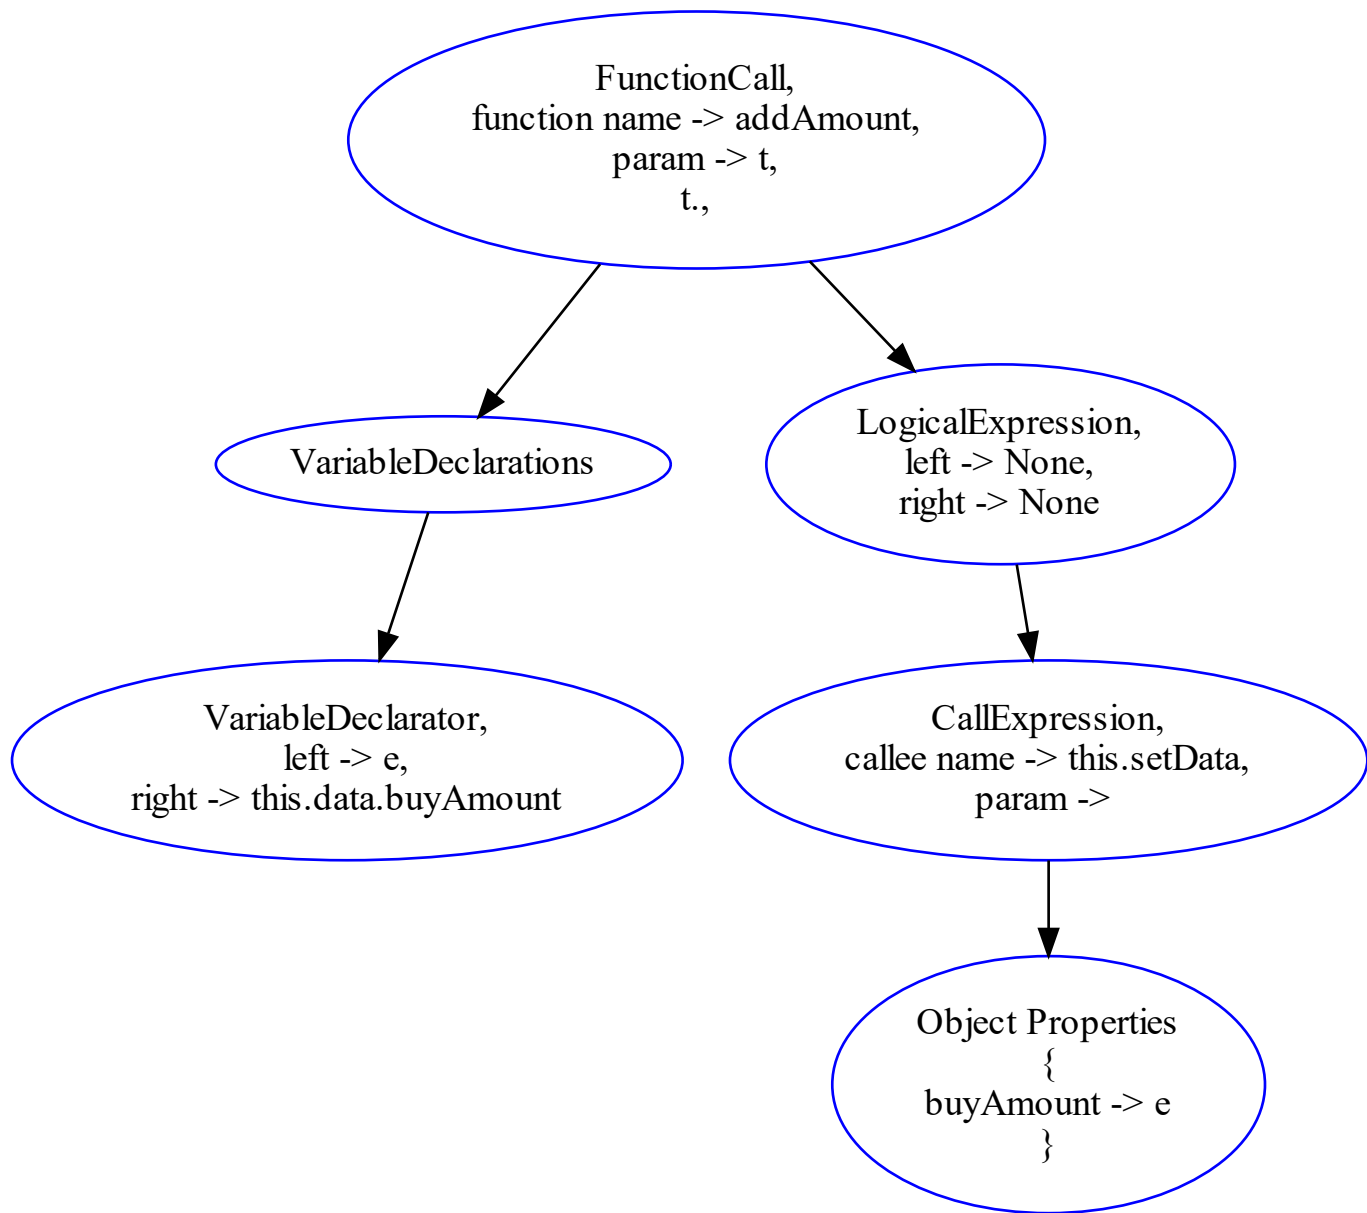 FunctionCall,
function name -> addAmount,
param -> t,
t.,
VariableDeclarations
LogicalExpression,
left -> None,
right -> None
VariableDeclarator,
left -> e,
right -> this.data.buyAmount
CallExpression,
callee name -> this.setData,
param ->
Object Properties
{
buyAmount -> e
}